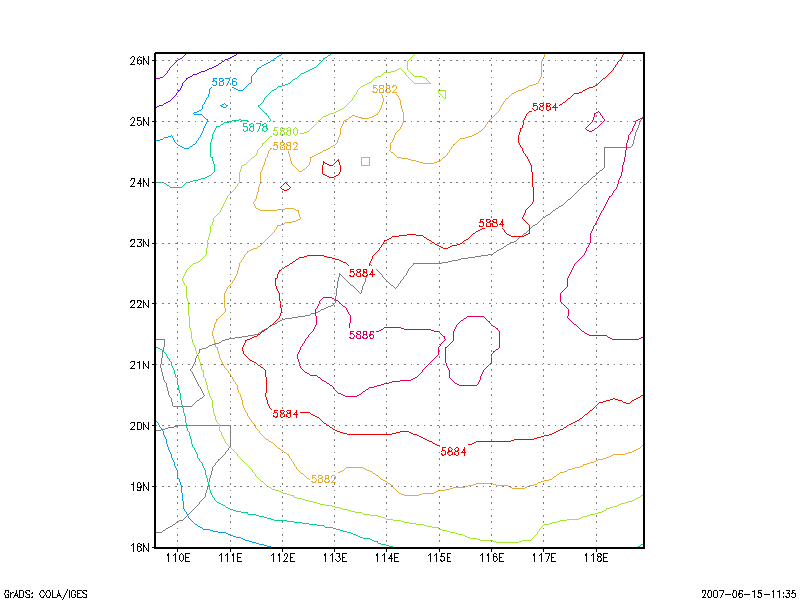 26N
5876
5882
5884
25N
5878
5880
5882
24N
5884
23N
5884
22N
5886
21N
5884
20N
5884
5882
19N
18N
110E 111E 112E 113E 114E 115E 116E 117E 118E
GrADS: COLA/IGES
2007-06-15-11:35